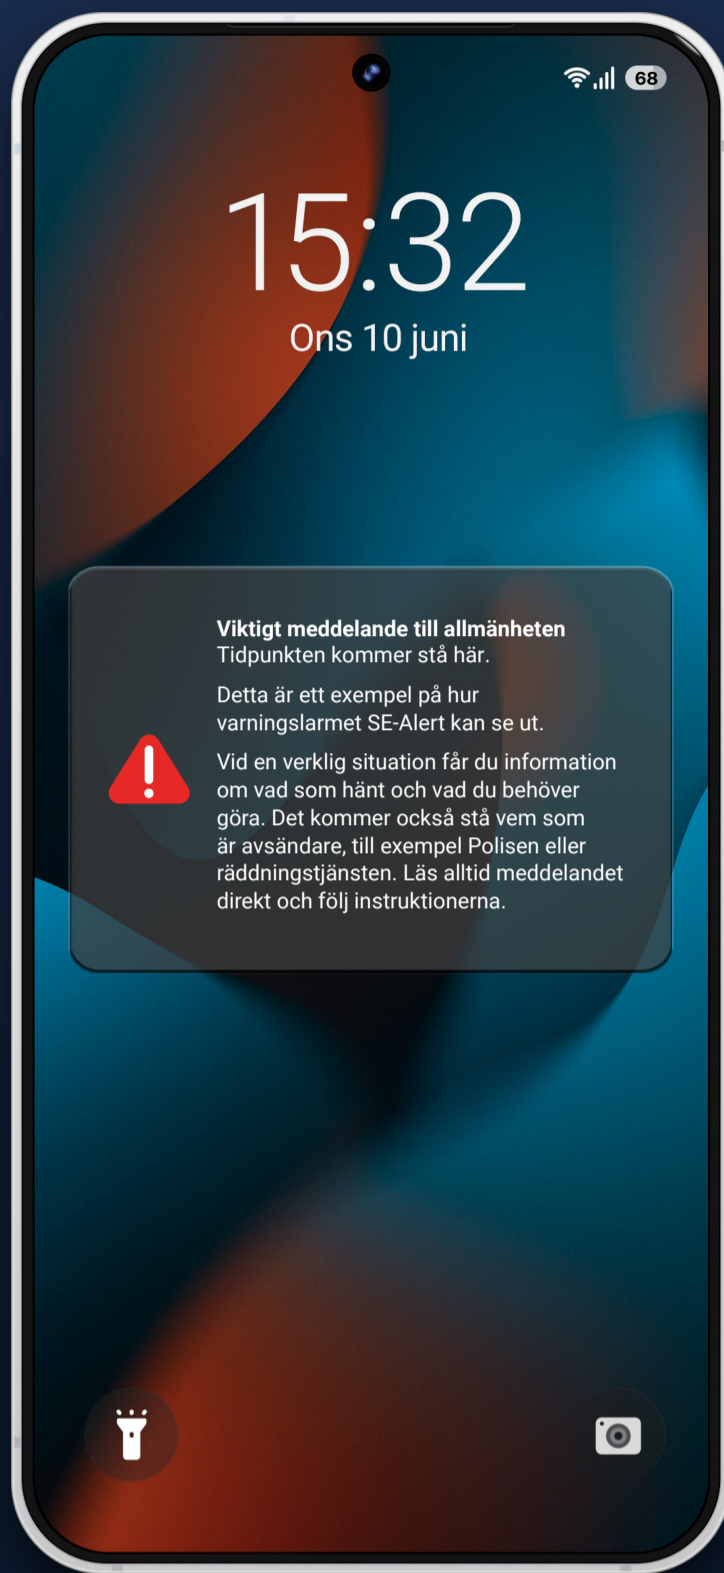 68
15:32
Ons 10 juni
Viktigt meddelande till allmänheten
Tidpunkten kommer stå här.
Detta är ett exempel på hur
varningslarmet SE-Alert kan se ut.
Vid en verklig situation får du information
om vad som hänt och vad du behöver
göra. Det kommer också stå vem som
är avsändare, till exempel Polisen eller
räddningstjänsten. Läs alltid meddelandet
direkt och följ instruktionerna.